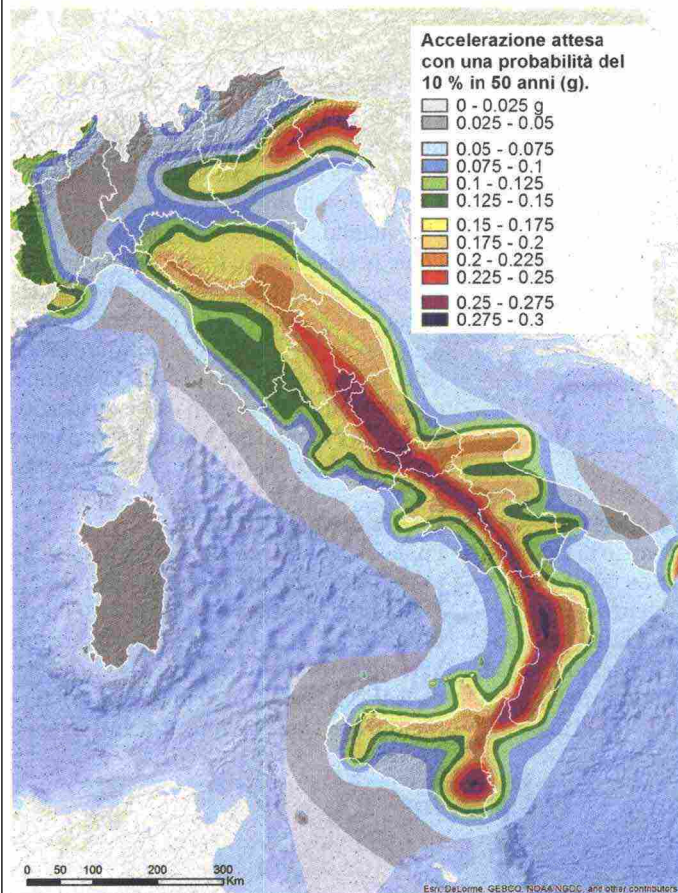 Accelerazione attesa
con una probabilità del
10 % in 50 anni (g).
0 - 0.025 g
0.025 - 0.05
0.05 - 0.075
0.075 - 0.1
0.1 - 0.125
0.125 - 0.15
0.15 - 0.175
0.175 - 0.2
0.2 - 0.225
0.225 - 0.25
0.25 - 0.275
0.275 - 0.3
0 50 100 200 300
Km
Esri, DeLorme, GEBCO, NOAA NGDC, and other contributors